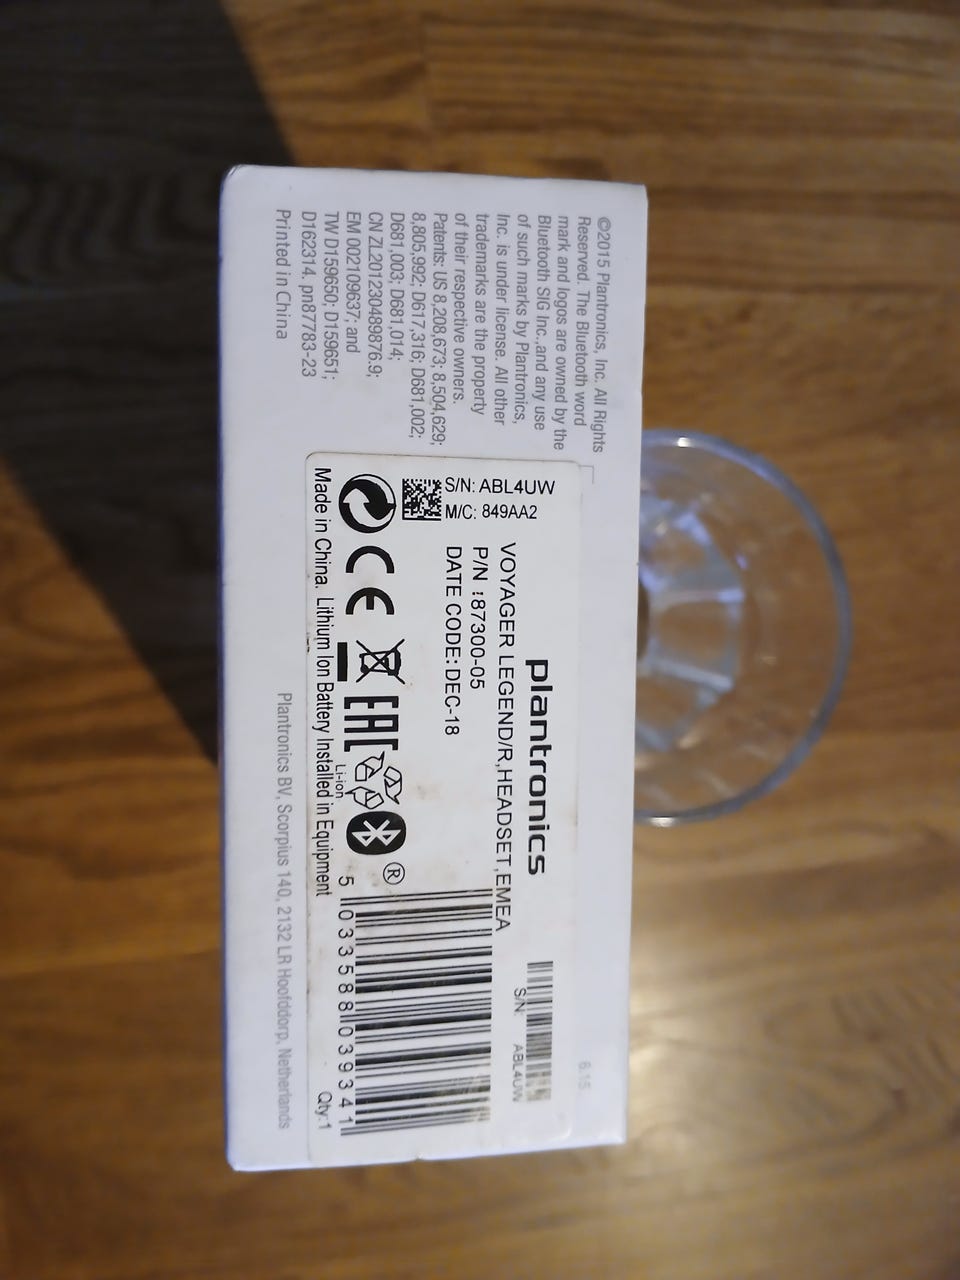 ©2015 Plantronics, Inc. All Rights
Reserved. The Bluetooth word
mark and logos are owned by the
Bluetooth SIG Inc.,and any use
of such marks by Plantronics,
Inc. is under license. All other
trademarks are the property
of their respective owners.
Patents: US 8,208,673; 8,504,629;
8,805,992; D617,316; D681,002;
D681,003; D681,014;
CN ZL201230489876.9;
EM 002109637; and
TW D159650; D159651;
D162314. pn87783-23
Printed in China
6.15
plantronics
S/N: ABL4UW
S/N: ABL4UW
M/C: 849AA2
VOYAGER LEGEND/R,HEADSET,EMEA
P/N :87300-05
DATE CODE: DEC-18
CE
EAC
Li-ion
®
5 033588 039341
Made in China. Lithium Ion Battery Installed in Equipment
Qty:1
Plantronics BV, Scorpius 140, 2132 LR Hoofddorp, Netherlands